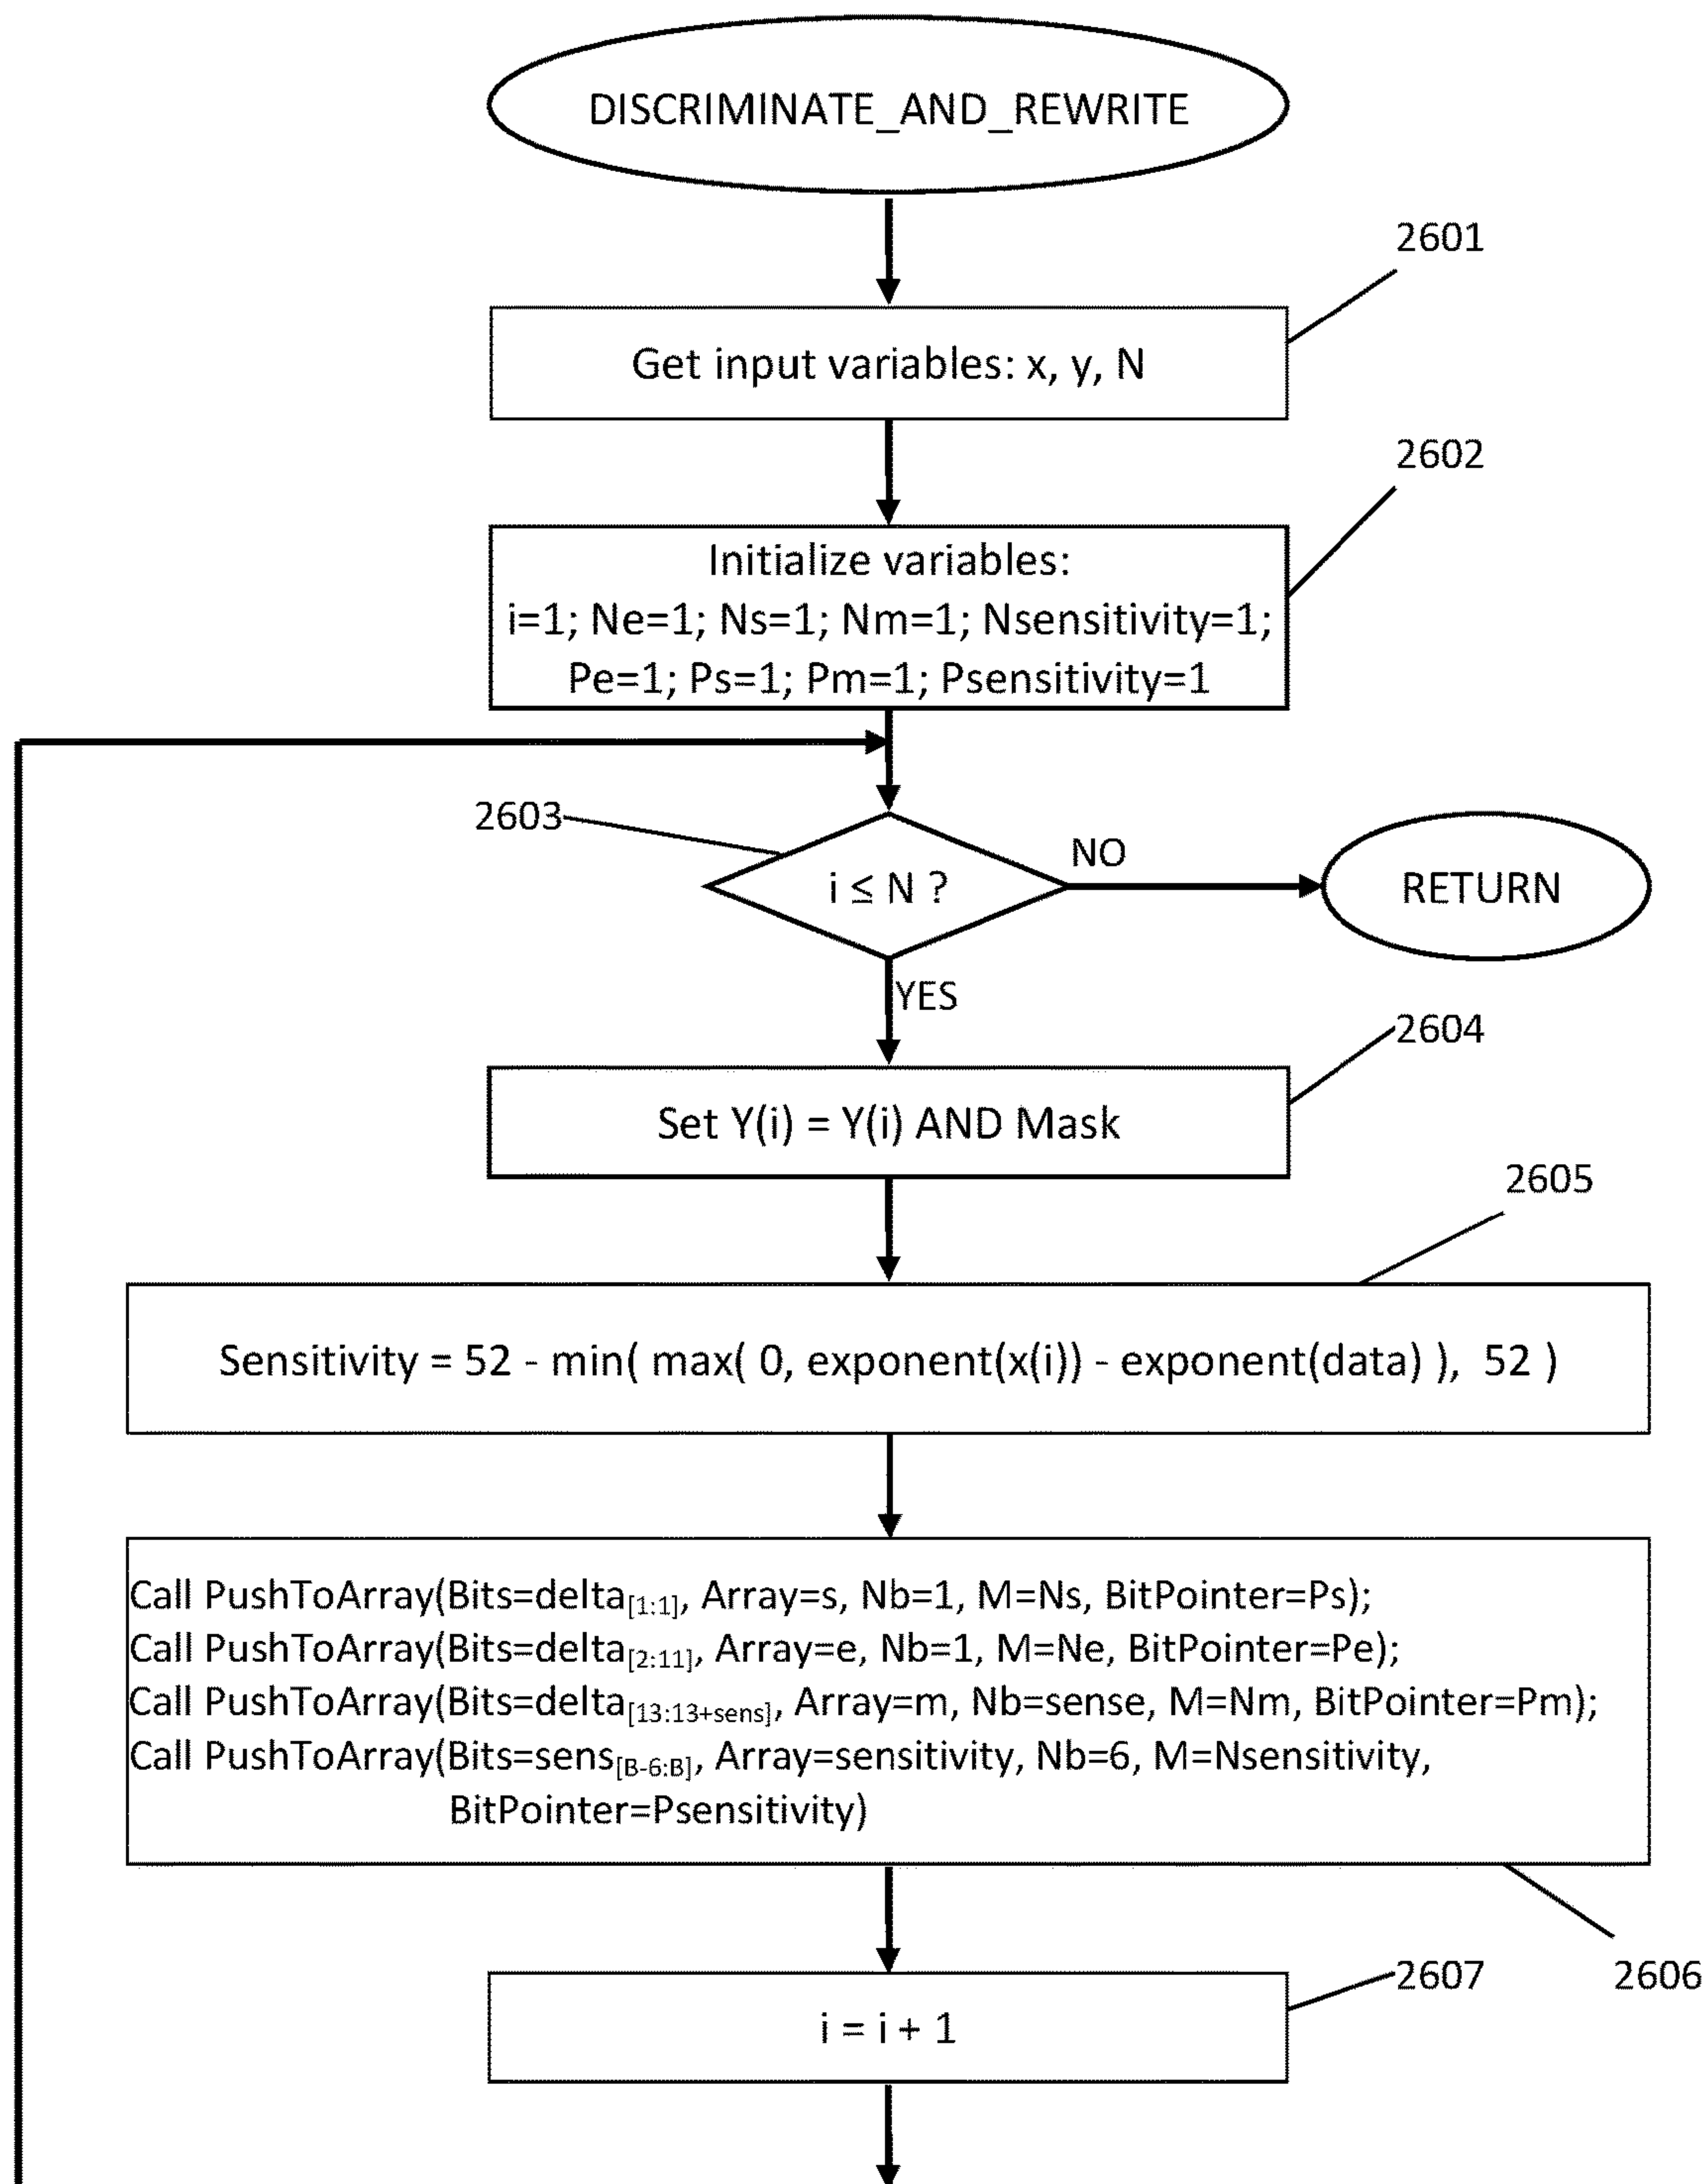 DISCRIMINATE_AND_REWRITE
2601
Get input variables: x, y, N
2602
Initialize variables:
i=1; Ne=1; Ns=1; Nm=1; Nsensitivity=1;
Pe=1; Ps=1; Pm=1; Psensitivity=1
2603
i ≤ N ?
NO
RETURN
YES
2604
Set Y(i) = Y(i) AND Mask
2605
Sensitivity = 52 - min( max( 0, exponent(x(i)) - exponent(data) ), 52 )
Call PushToArray(Bits=delta[1:1], Array=s, Nb=1, M=Ns, BitPointer=Ps);
Call PushToArray(Bits=delta[2:11], Array=e, Nb=1, M=Ne, BitPointer=Pe);
Call PushToArray(Bits=delta[13:13+sens], Array=m, Nb=sense, M=Nm, BitPointer=Pm);
Call PushToArray(Bits=sens[B-6:B], Array=sensitivity, Nb=6, M=Nsensitivity,
BitPointer=Psensitivity)
2606
2607
i = i + 1